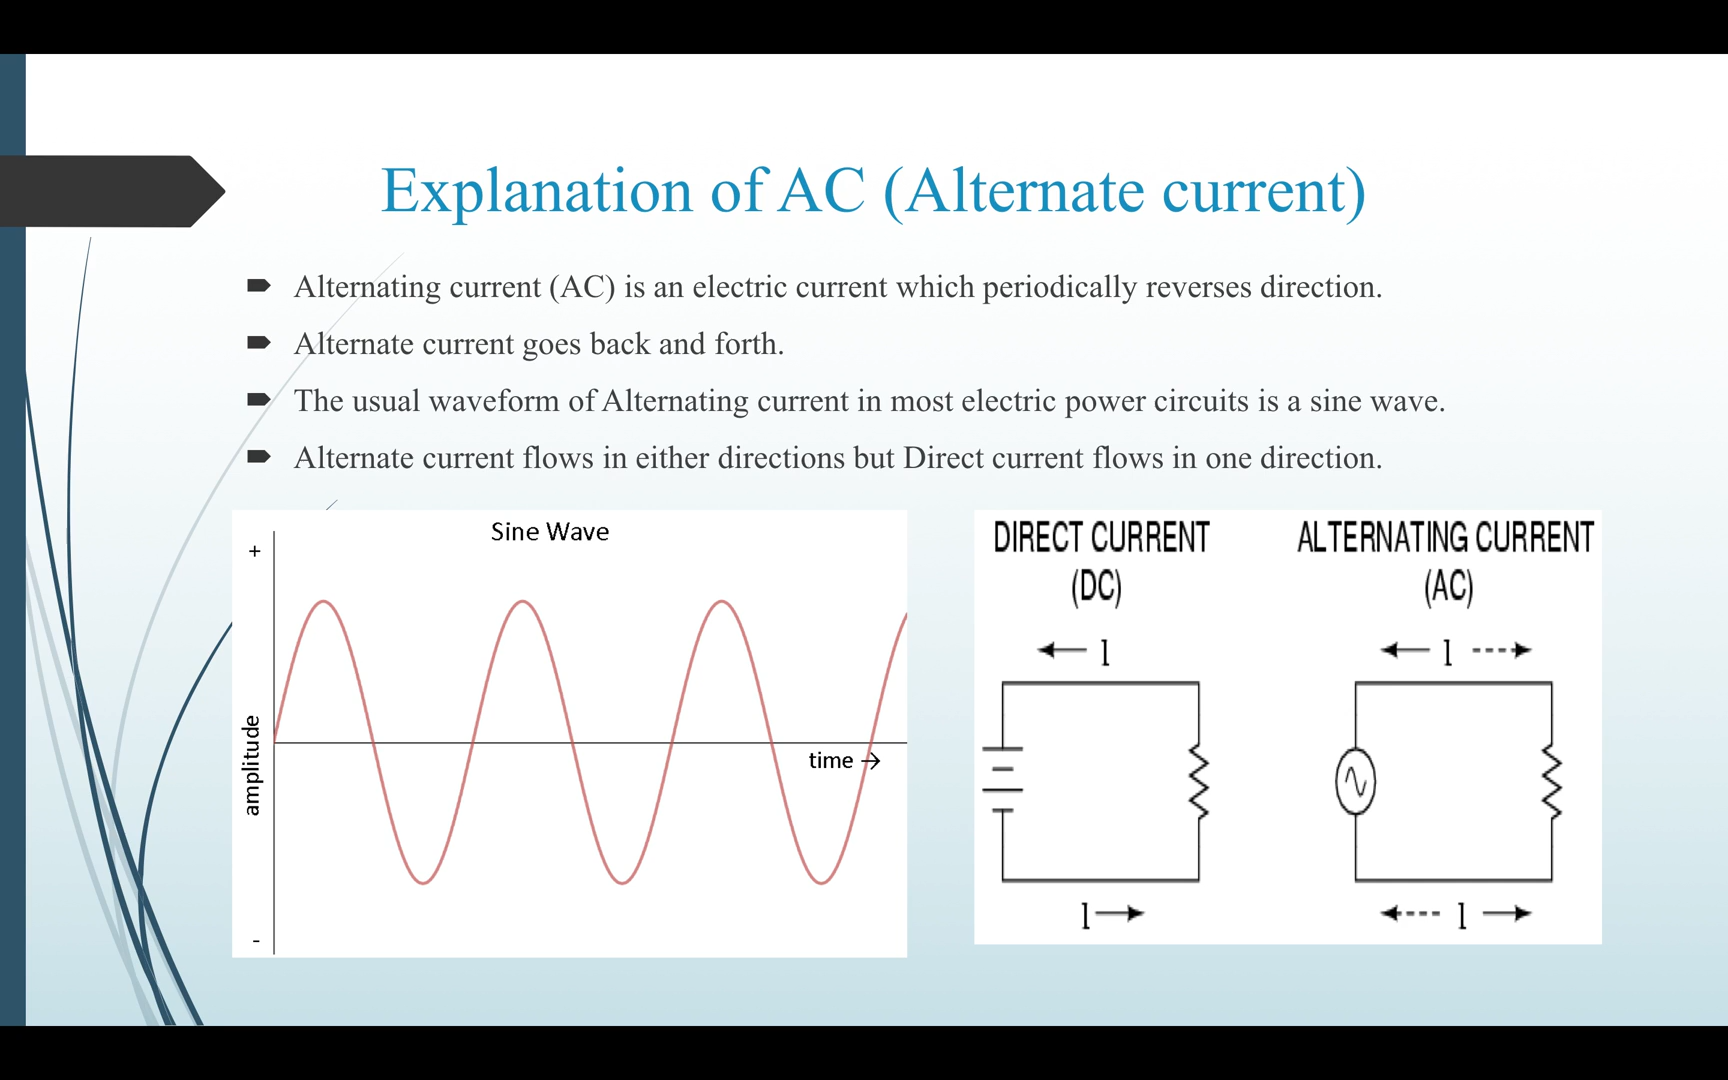 Explanation of AC (Alternate current)
Alternating current (AC) is an electric current which periodically reverses direction.
Alternate current goes back and forth.
The usual waveform of Alternating current in most electric power circuits is a sine wave.
Alternate current flows in either directions but Direct current flows in one direction.
Sine Wave
+
amplitude
time →
-
DIRECT CURRENT
(DC)
I
I
ALTERNATING CURRENT
(AC)
I
I